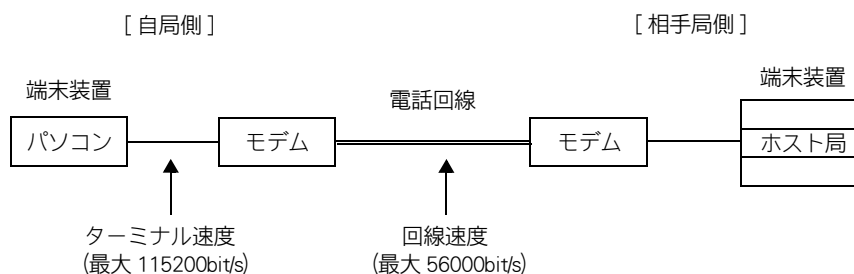 [ 自局側 ]
[ 相手局側 ]
端末装置
電話回線
端末装置
パソコン
モデム
モデム
ホスト局
ターミナル速度
(最大 115200bit/s)
回線速度
(最大 56000bit/s)